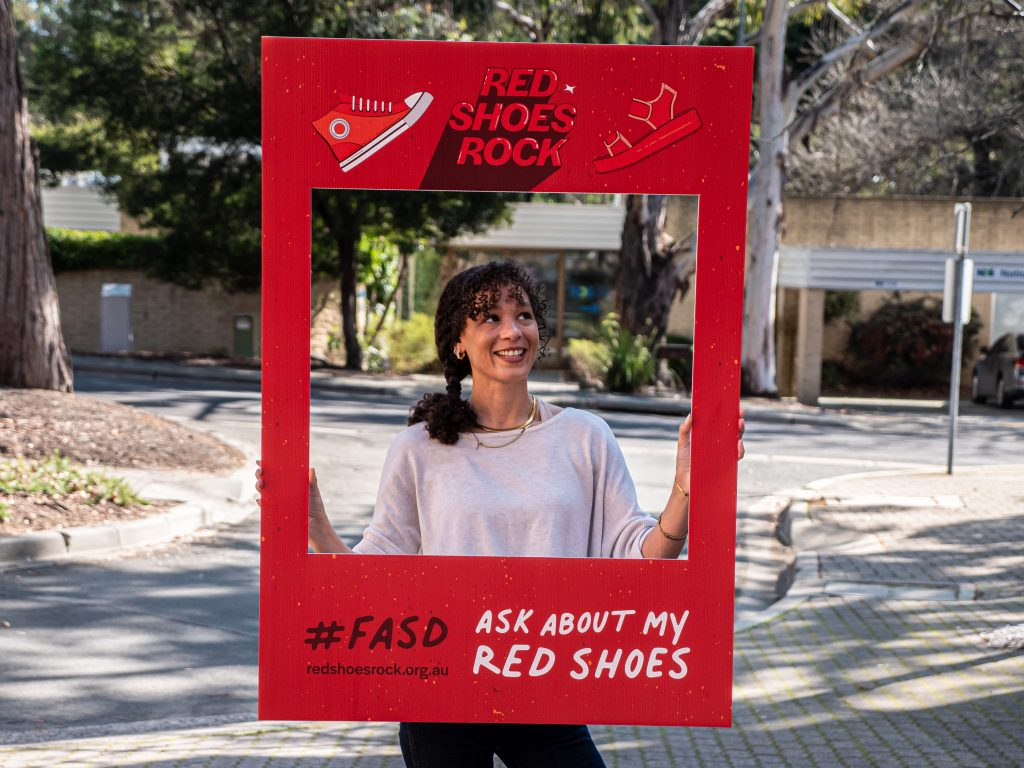 RED
SHOES
ROCK
#FASD
redshoesrock.org.au
ASK ABOUT MY
RED SHOES